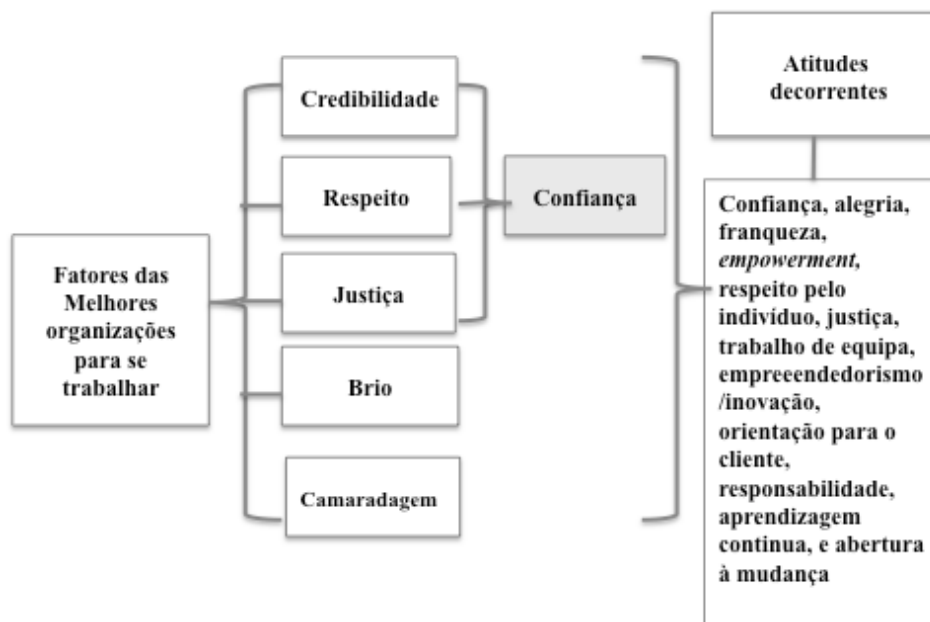 Fatores das
Melhores
organizações
para se
trabalhar
Credibilidade
Respeito
Justiça
Brio
Camaradagem
Confiança
Atitudes
decorrentes
Confiança, alegria,
franqueza,
empowerment,
respeito pelo
indivíduo, justiça,
trabalho de equipa,
empreeendedorismo
/inovação,
orientação para o
cliente,
responsabilidade,
aprendizagem
continua, e abertura
à mudança